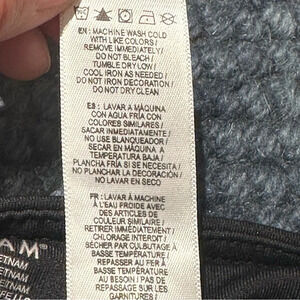 EN : MACHINE WASH COLD
WITH LIKE COLORS /
REMOVE IMMEDIATELY /
DO NOT BLEACH /
TUMBLE DRY LOW /
COOL IRON AS NEEDED /
DO NOT IRON DECORATION /
DO NOT DRY CLEAN
ES : LAVAR A MÁQUINA
CON AGUA FRÍA CON
COLORES SIMILARES /
SACAR INMEDIATAMENTE /
NO USE BLANQUEADOR /
SECAR EN MÁQUINA A
TEMPERATURA BAJA /
PLANCHA FRÍA SI SE NECESITA /
NO PLANCHAR LA DECORACIÓN /
NO LAVAR EN SECO
FR : LAVAR À MACHINE
À L'EAU FROIDE AVEC
DES ARTICLES DE
COULEUR SIMILAIRE /
RETIRER IMMÉDIATEMENT /
CHLORAGE INTERDIT /
SÉCHER PAR CULBUTAGE À
BASSE TEMPÉRATURE /
REPASSER AU FER À
BASSE TEMPÉRATURE
AU BESOIN / PAS DE
REPASSAGE SUR LES
GARNITURES /
AM
ETNAM
ETNAM